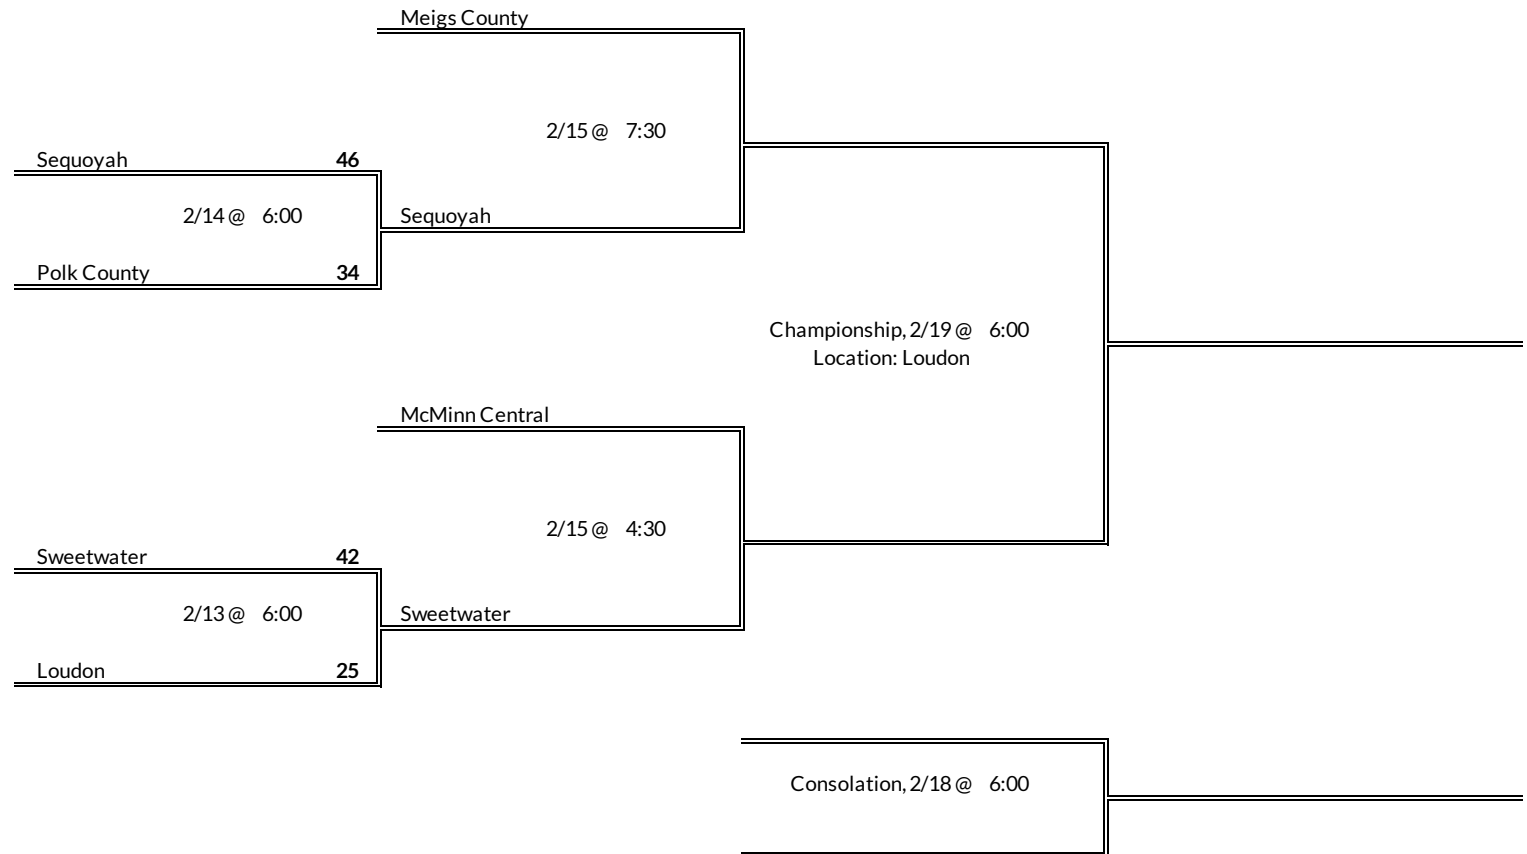 Meigs County
2/15 @ 7:30
Sequoyah 46
2/14 @ 6:00
Sequoyah
Polk County 34
Championship, 2/19 @ 6:00
Location: Loudon
McMinn Central
2/15 @ 4:30
Sweetwater 42
2/13 @ 6:00
Sweetwater
Loudon 25
Consolation, 2/18 @ 6:00